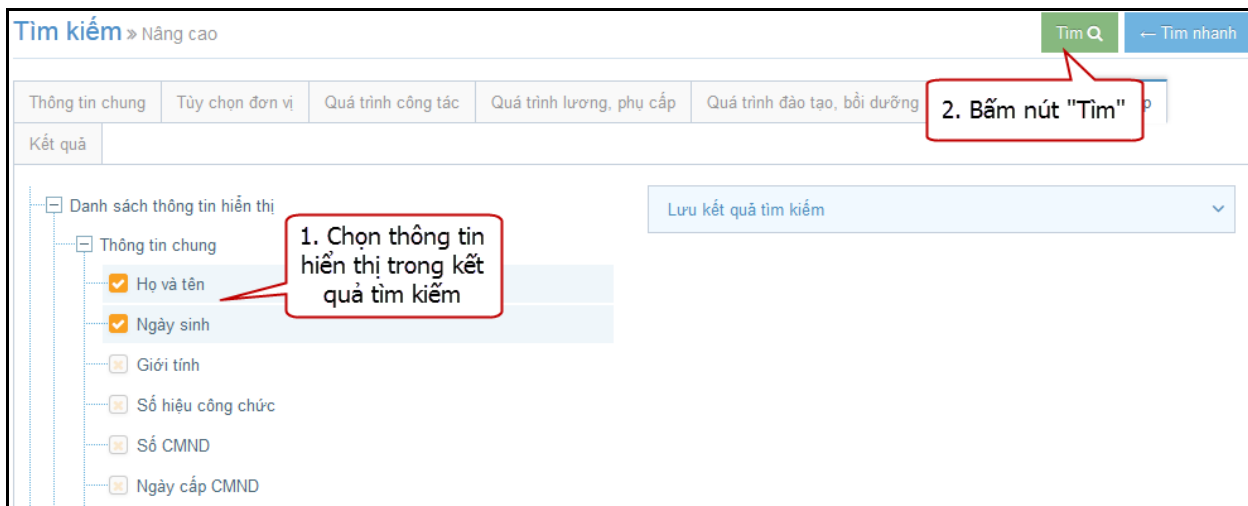 Tìm kiếm » Nâng cao
Tìm
← Tìm nhanh
Thông tin chung
Tùy chọn đơn vị
Quá trình công tác
Quá trình lương, phụ cấp
Quá trình đào tạo, bồi dưỡng
2. Bấm nút "Tìm"
Kết quả
Danh sách thông tin hiển thị
Lưu kết quả tìm kiếm
Thông tin chung
1. Chọn thông tin
hiển thị trong kết
quả tìm kiếm
Họ và tên
Ngày sinh
Giới tính
Số hiệu công chức
Số CMND
Ngày cấp CMND